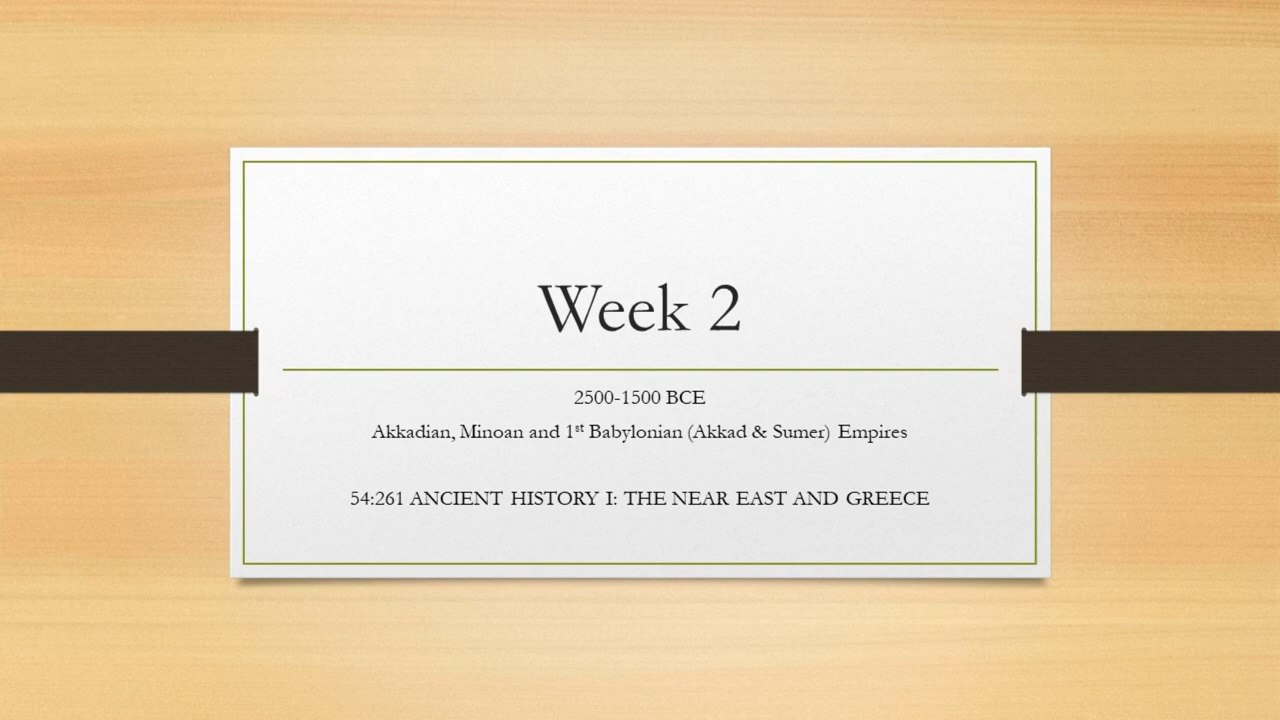 Week 2
2500-1500 BCE
Akkadian, Minoan and 1st Babylonian (Akkad & Sumer) Empires
54:261 ANCIENT HISTORY I: THE NEAR EAST AND GREECE